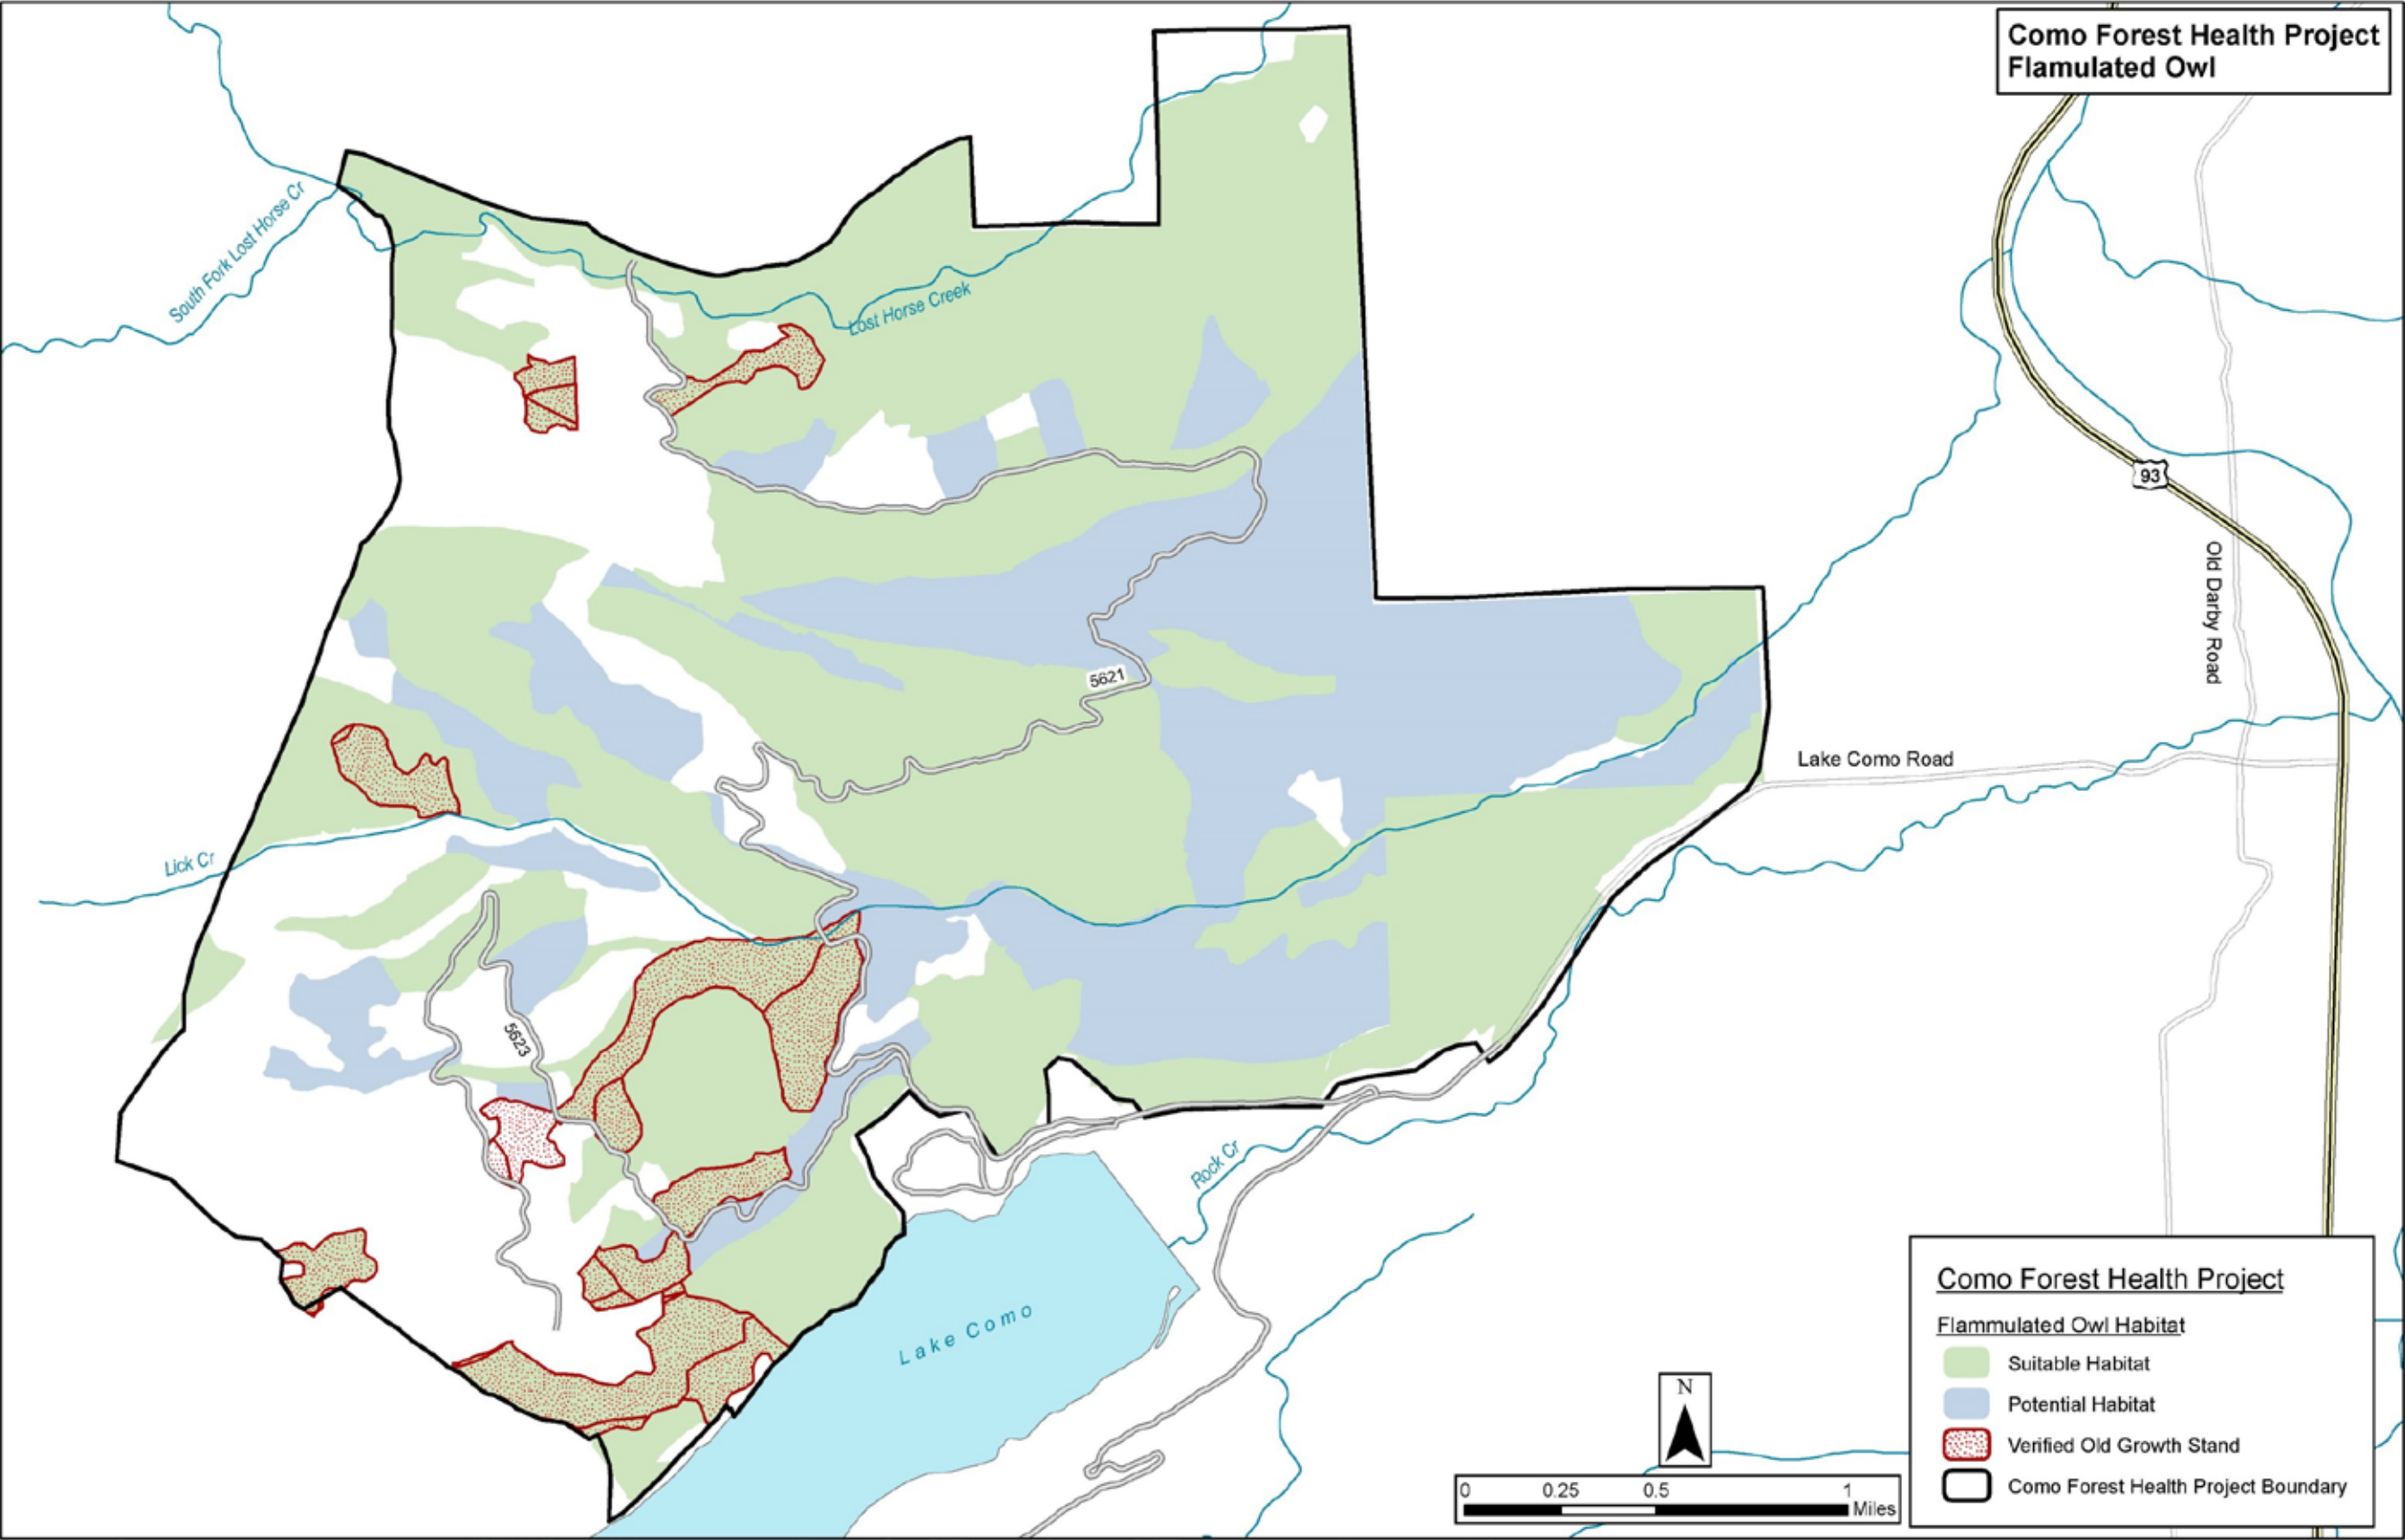 Como Forest Health Project
Flamulated Owl
South Fork Lost Horse Cr
Lost Horse Creek
93
Old Darby Road
5621
Lake Como Road
Lick Cr
5623
Rock Cr
Lake Como
N
0 0.25 0.5 1
Miles
Como Forest Health Project
Flammulated Owl Habitat
Suitable Habitat
Potential Habitat
Verified Old Growth Stand
Como Forest Health Project Boundary